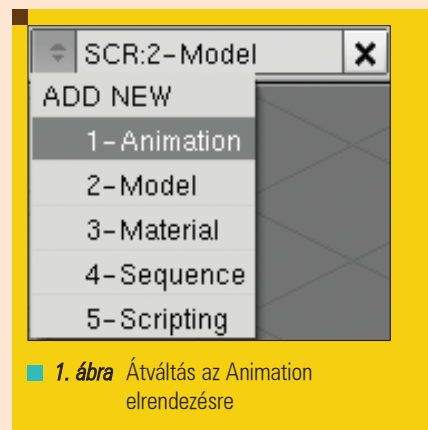 SCR:2-Model
ADD NEW
1-Animation
2-Model
3-Material
4-Sequence
5-Scripting
1. ábra Átváltás az Animation
elrendezésre